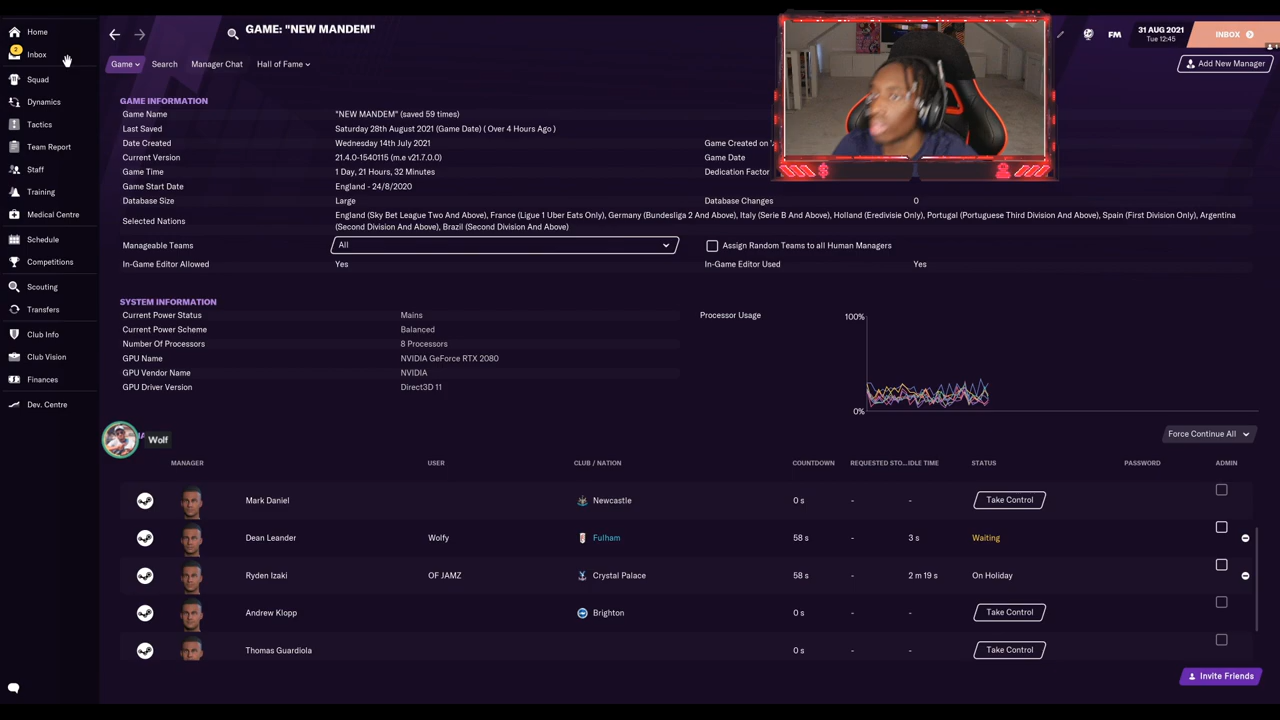 Home
Inbox
2
Squad
Dynamics
Tactics
Team Report
Staff
Training
Medical Centre
Schedule
Competitions
Scouting
Transfers
Club Info
Club Vision
Finances
Dev. Centre
GAME: "NEW MANDEM"
FM
31 AUG 2021
Tue 12:45
INBOX
1
Game
Search
Manager Chat
Hall of Fame
Add New Manager
GAME INFORMATION
Game Name "NEW MANDEM" (saved 59 times)
Last Saved Saturday 28th August 2021 (Game Date) ( Over 4 Hours Ago )
Date Created Wednesday 14th July 2021 Game Created on
Current Version 21.4.0-1540115 (m.e v21.7.0.0) Game Date
Game Time 1 Day, 21 Hours, 32 Minutes Dedication Factor
Game Start Date England - 24/8/2020
Database Size Large Database Changes 0
Selected Nations England (Sky Bet League Two And Above), France (Ligue 1 Uber Eats Only), Germany (Bundesliga 2 And Above), Italy (Serie B And Above), Holland (Eredivisie Only), Portugal (Portuguese Third Division And Above), Spain (First Division Only), Argentina
(Second Division And Above), Brazil (Second Division And Above)
Manageable Teams All Assign Random Teams to all Human Managers
In-Game Editor Allowed Yes In-Game Editor Used Yes
SYSTEM INFORMATION
Current Power Status Mains Processor Usage 100%
Current Power Scheme Balanced
Number Of Processors 8 Processors
GPU Name NVIDIA GeForce RTX 2080
GPU Vendor Name NVIDIA
GPU Driver Version Direct3D 11
0%
Wolf
Force Continue All
MANAGER USER CLUB / NATION COUNTDOWN REQUESTED STO... IDLE TIME STATUS PASSWORD ADMIN
Mark Daniel Newcastle 0 s - - Take Control
Dean Leander Wolfy Fulham 58 s - 3 s Waiting
Ryden Izaki OF JAMZ Crystal Palace 58 s - 2 m 19 s On Holiday
Andrew Klopp Brighton 0 s - - Take Control
Thomas Guardiola 0 s - - Take Control
Invite Friends